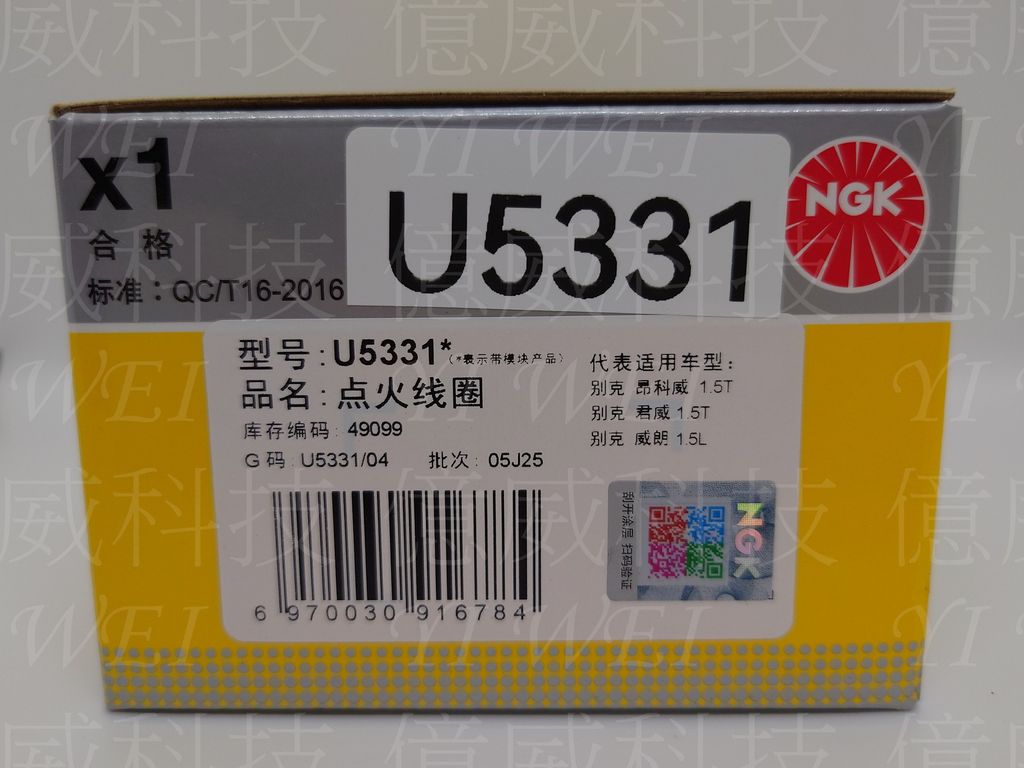 x1
合格
标准：QC/T16-2016
U5331
NGK
型号：U5331*（*表示带模块产品）
品名：点火线圈
库存编码：49099
G码：U5331/04 批次：05J25
代表适用车型：
别克 昂科威 1.5T
别克 君威 1.5T
别克 威朗 1.5L
6 970030 916784
刮开涂层 扫码验证
NGK
億威科技
YI WEI